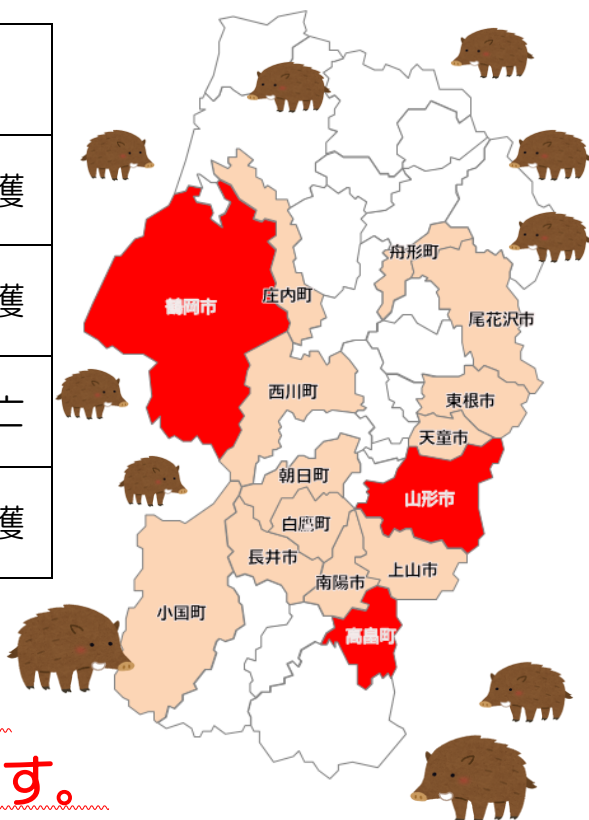 獲
獲
亡
獲
舟形町
庄内町
鶴岡市
尾花沢市
西川町
東根市
天童市
朝日町
山形市
白鷹町
長井市
上山市
南陽市
小国町
高畠町
す。